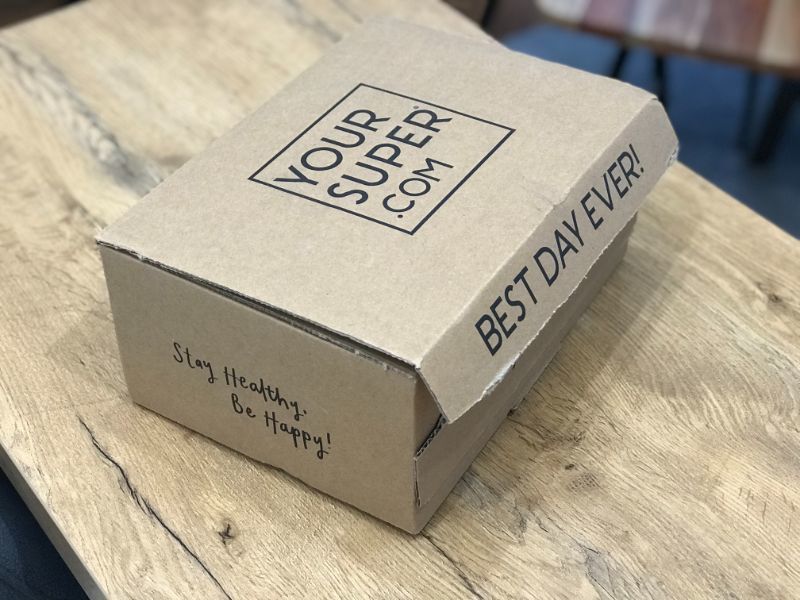 YOUR
SUPER®
.COM
BEST DAY EVER!
Stay Healthy,
Be Happy!